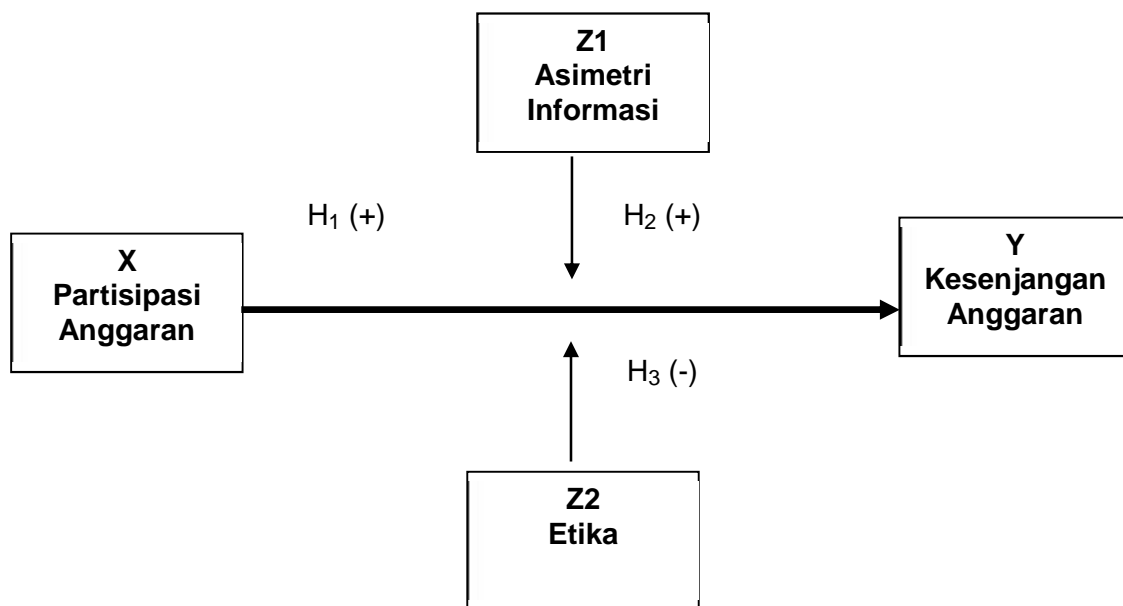 Z1
Asimetri
Informasi
H₁ (+)
H₂ (+)
X
Partisipasi
Anggaran
Y
Kesenjangan
Anggaran
H₃ (-)
Z2
Etika